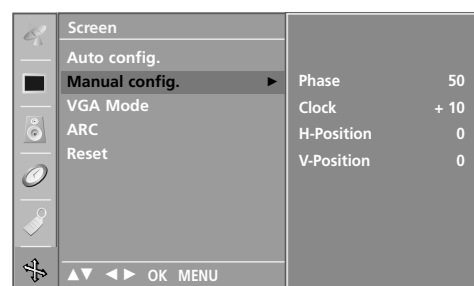 Screen
Auto config.
Manual config. ►
VGA Mode
ARC
Reset
▲▼ ◄► OK MENU
Phase 50
Clock + 10
H-Position 0
V-Position 0